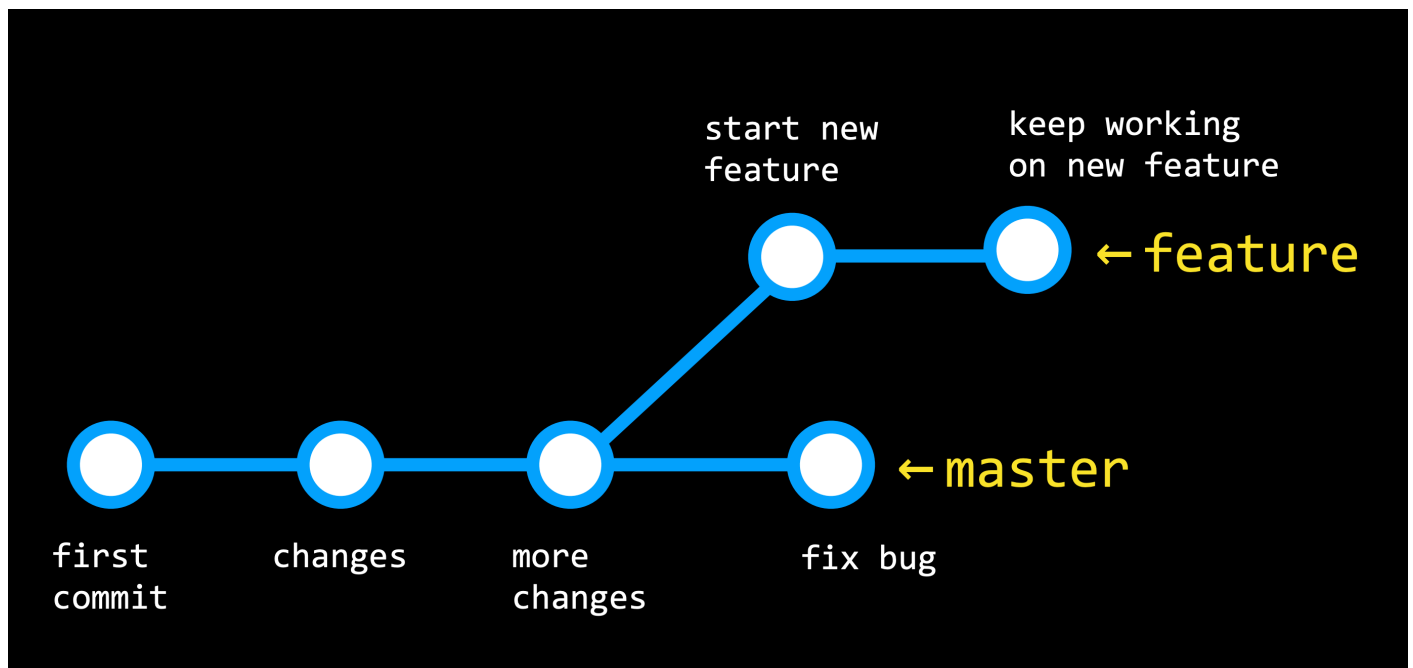 start new
feature
keep working
on new feature
← feature
← master
first
commit
changes
more
changes
fix bug